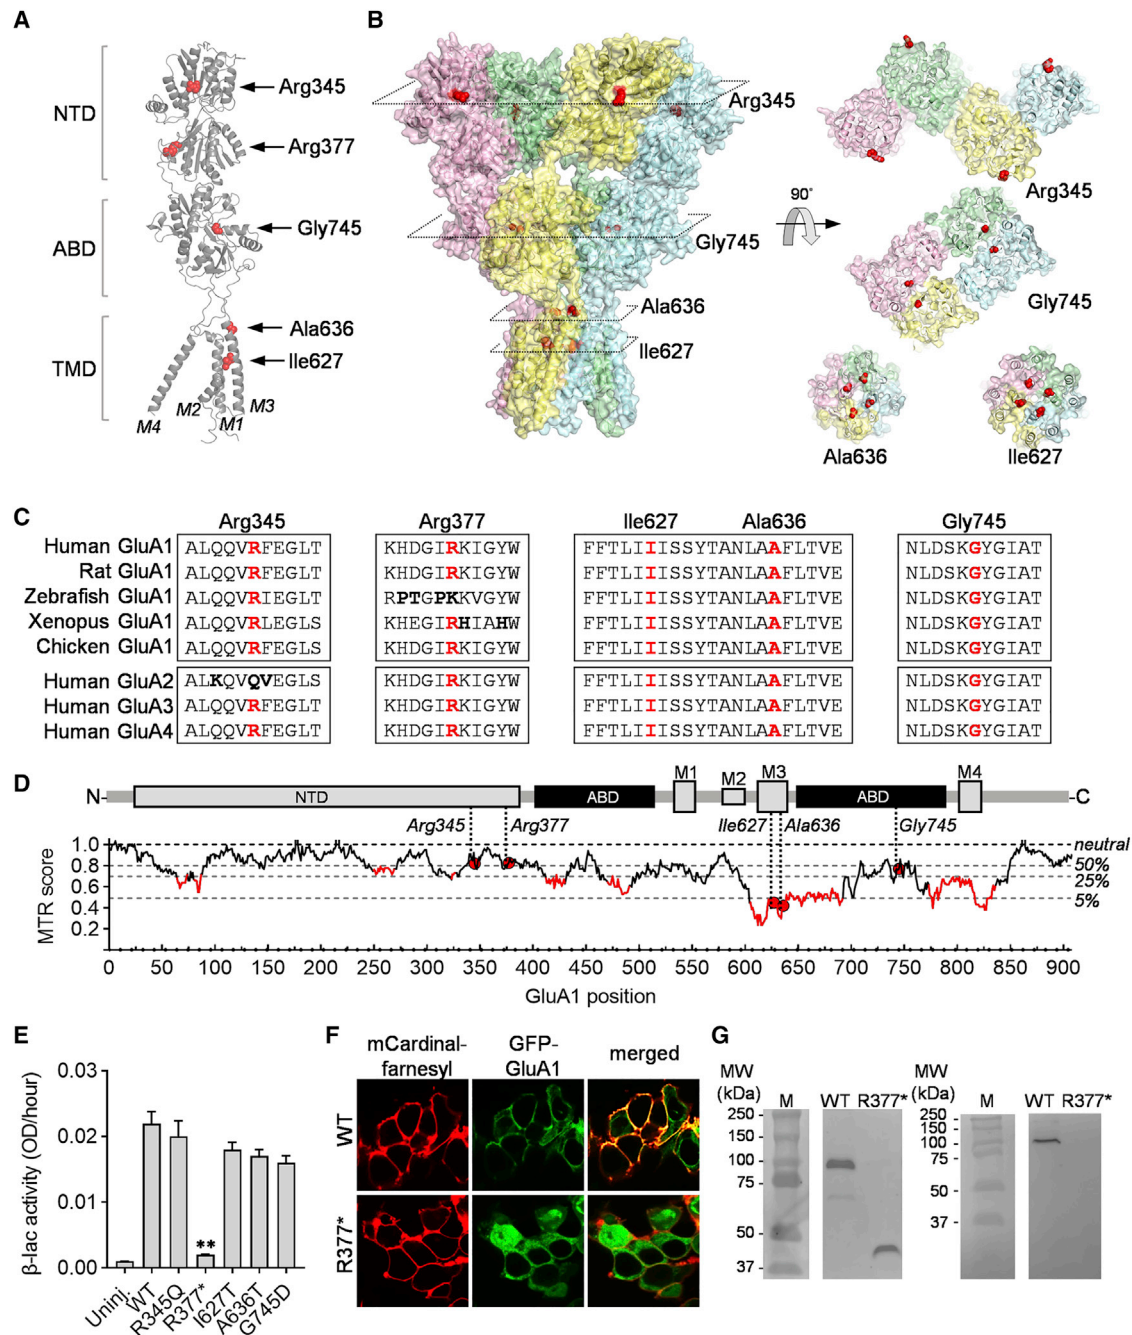 A
NTD
ABD
TMD
Arg345
Arg377
Gly745
Ala636
Ile627
M4
M2
M1
M3
B
Arg345
Gly745
Ala636
Ile627
90°
Arg345
Gly745
Ala636
Ile627
C
Arg345 Arg377 Ile627 Ala636 Gly745
Human GluA1 ALQQVRFEGLT KHDGIRKIGYW FFTLIIISSYTANLAAFLTVE NLDSKGYGIAT
Rat GluA1 ALQQVRFEGLT KHDGIRKIGYW FFTLIIISSYTANLAAFLTVE NLDSKGYGIAT
Zebrafish GluA1 ALQQVRIEGLT RPTGPKKVGYW FFTLIIISSYTANLAAFLTVE NLDSKGYGIAT
Xenopus GluA1 ALQQVRLEGLS KHEGIRHIAHW FFTLIIISSYTANLAAFLTVE NLDSKGYGIAT
Chicken GluA1 ALQQVRFEGLS KHDGIRKIGYW FFTLIIISSYTANLAAFLTVE NLDSKGYGIAT
Human GluA2 ALKQVQVEGLS KHDGIRKIGYW FFTLIIISSYTANLAAFLTVE NLDSKGYGIAT
Human GluA3 ALQQVRFEGLT KHDGIRKIGYW FFTLIIISSYTANLAAFLTVE NLDSKGYGIAT
Human GluA4 ALQQVRFEGLT KHDGIRKIGYW FFTLIIISSYTANLAAFLTVE NLDSKGYGIAT
D
N- NTD ABD M1 M2 M3 ABD M4 -C
Arg345 Arg377 Ile627 Ala636 Gly745
MTR score
1.0
0.8
0.6
0.4
0.2
neutral
50%
25%
5%
0 50 100 150 200 250 300 350 400 450 500 550 600 650 700 750 800 850 900
GluA1 position
E
β-lac activity (OD/hour)
0.03
0.02
0.01
0.00
**
Uninj.
WT
R345Q
R377*
I627T
A636T
G745D
F
mCardinal-farnesyl
GFP-GluA1
merged
WT
R377*
G
MW (kDa)
M
WT R377*
250
150
100
75
50
37
MW (kDa)
M
WT R377*
250
150
100
75
50
37